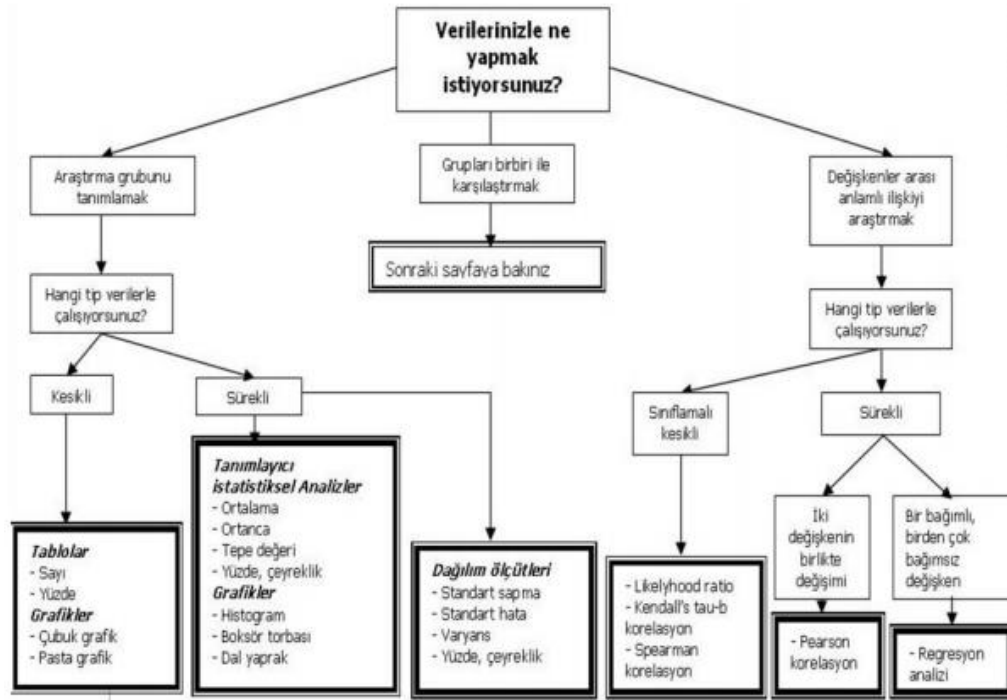 Verilerinizle ne
yapmak
istiyorsunuz?
Araştırma grubunu
tanımlamak
Grupları birbiri ile
karşılaştırmak
Değişkenler arası
anlamlı ilişkiyi
araştırmak
Sonraki sayfaya bakınız
Hangi tip verilerle
çalışıyorsunuz?
Hangi tip verilerle
çalışıyorsunuz?
Kesikli
Sürekli
Sınıflamalı
kesikli
Sürekli
Tablolar
- Sayı
- Yüzde
Grafikler
- Çubuk grafik
- Pasta grafik
Tanımlayıcı
istatistiksel Analizler
- Ortalama
- Ortanca
- Tepe değeri
- Yüzde, çeyreklik
Grafikler
- Histogram
- Boksör torbası
- Dal yaprak
Dağılım ölçütleri
- Standart sapma
- Standart hata
- Varyans
- Yüzde, çeyreklik
- Likelyhood ratio
- Kendall's tau-b
korelasyon
- Spearman
korelasyon
İki
değişkenin
birlikte
değişimi
Bir bağımlı,
birden çok
bağımsız
değişken
- Pearson
korelasyon
- Regresyon
analizi